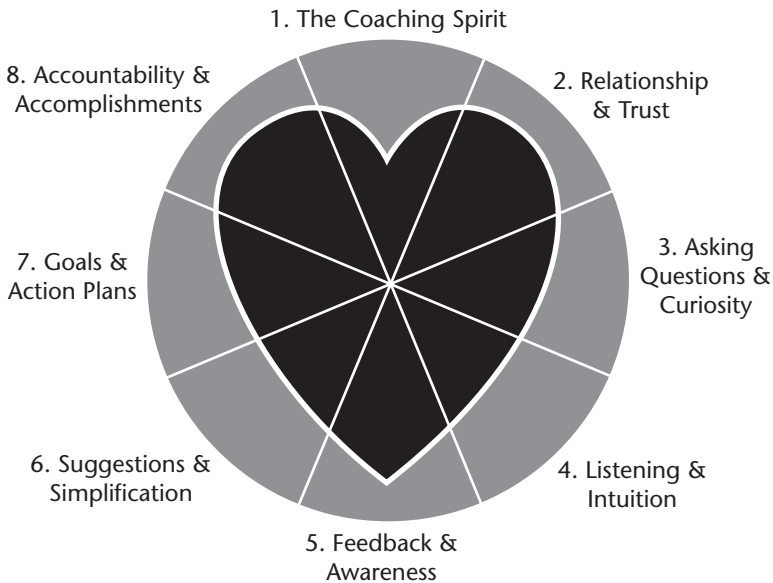 1. The Coaching Spirit
2. Relationship
& Trust
3. Asking
Questions &
Curiosity
4. Listening &
Intuition
5. Feedback &
Awareness
6. Suggestions &
Simplification
7. Goals &
Action Plans
8. Accountability &
Accomplishments